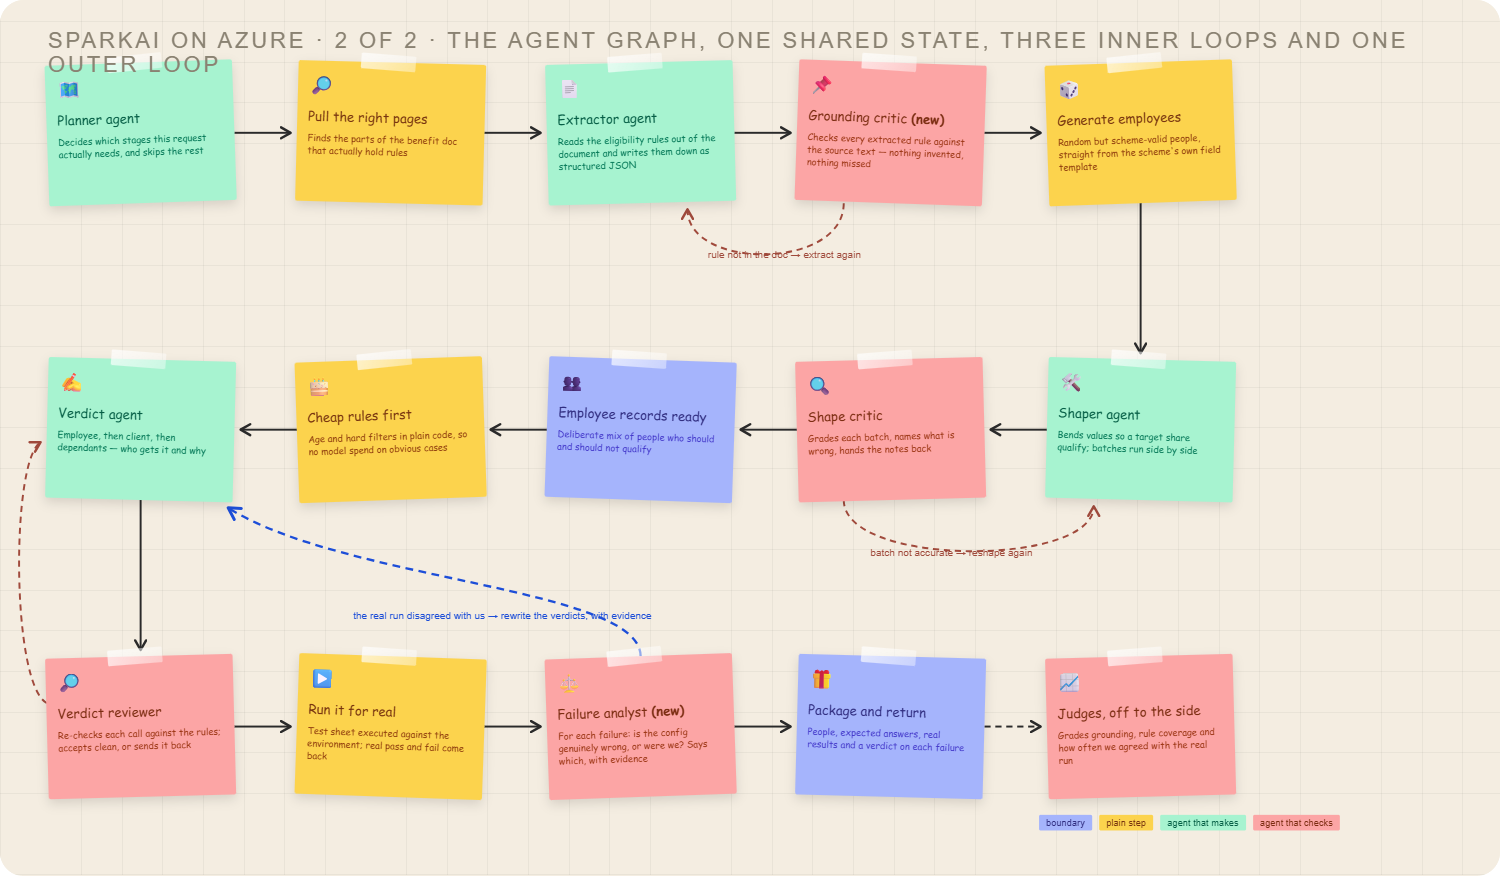 SPARKAI ON AZURE · 2 OF 2 · THE AGENT GRAPH, ONE SHARED STATE, THREE INNER LOOPS AND ONE
OUTER LOOP
Planner agent
Decides which stages this request
actually needs, and skips the rest
Pull the right pages
Finds the parts of the benefit doc
that actually hold rules
Extractor agent
Reads the eligibility rules out of the
document and writes them down as
structured JSON
Grounding critic (new)
Checks every extracted rule against
the source text — nothing invented,
nothing missed
Generate employees
Random but scheme-valid people,
straight from the scheme's own field
template
rule not in the doc → extract again
Verdict agent
Employee, then client, then
dependants — who gets it and why
Cheap rules first
Age and hard filters in plain code, so
no model spend on obvious cases
Employee records ready
Deliberate mix of people who should
and should not qualify
Shape critic
Grades each batch, names what is
wrong, hands the notes back
Shaper agent
Bends values so a target share
qualify; batches run side by side
batch not accurate → reshape again
the real run disagreed with us → rewrite the verdicts, with evidence
Verdict reviewer
Re-checks each call against the rules;
accepts clean, or sends it back
Run it for real
Test sheet executed against the
environment; real pass and fail come
back
Failure analyst (new)
For each failure: is the config
genuinely wrong, or were we? Says
which, with evidence
Package and return
People, expected answers, real
results and a verdict on each failure
Judges, off to the side
Grades grounding, rule coverage and
how often we agreed with the real
run
boundary
plain step
agent that makes
agent that checks